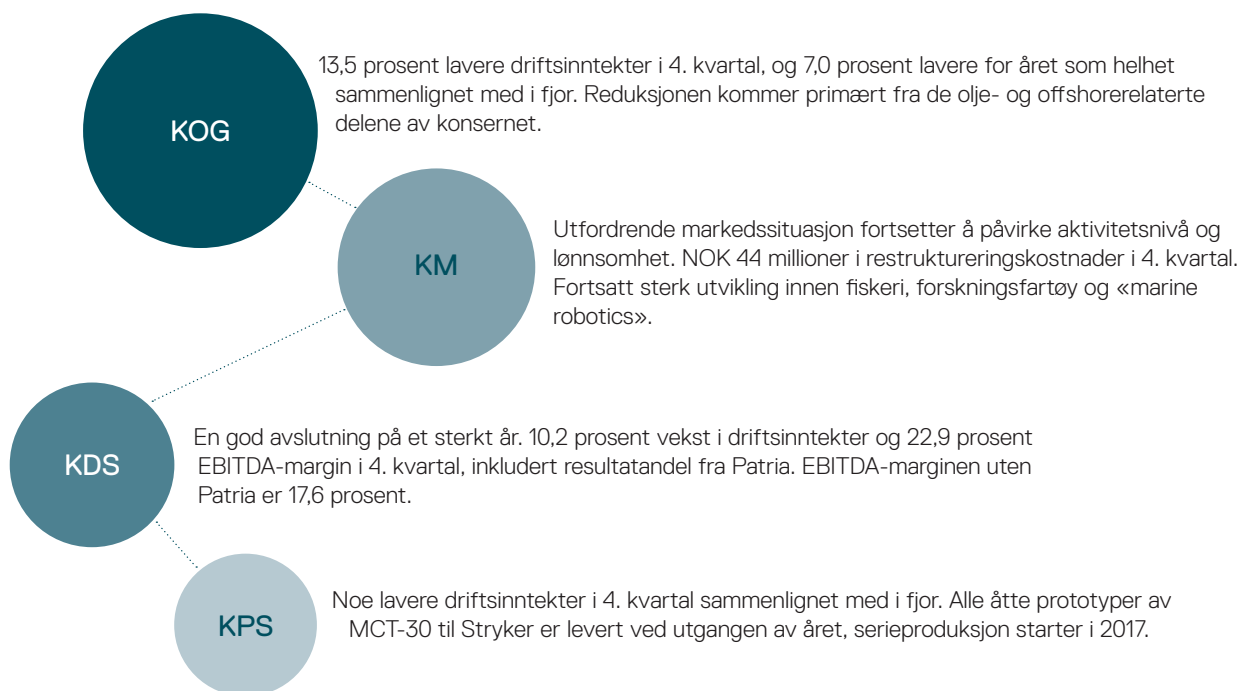 KOG
13,5 prosent lavere driftsinntekter i 4. kvartal, og 7,0 prosent lavere for året som helhet
sammenlignet med i fjor. Reduksjonen kommer primært fra de olje- og offshorerelaterte
delene av konsernet.
KM
Utfordrende markedssituasjon fortsetter å påvirke aktivitetsnivå og
lønnsomhet. NOK 44 millioner i restruktureringskostnader i 4. kvartal.
Fortsatt sterk utvikling innen fiskeri, forskningsfartøy og «marine
robotics».
KDS
En god avslutning på et sterkt år. 10,2 prosent vekst i driftsinntekter og 22,9 prosent
EBITDA-margin i 4. kvartal, inkludert resultatandel fra Patria. EBITDA-marginen uten
Patria er 17,6 prosent.
KPS
Noe lavere driftsinntekter i 4. kvartal sammenlignet med i fjor. Alle åtte prototyper av
MCT-30 til Stryker er levert ved utgangen av året, serieproduksjon starter i 2017.